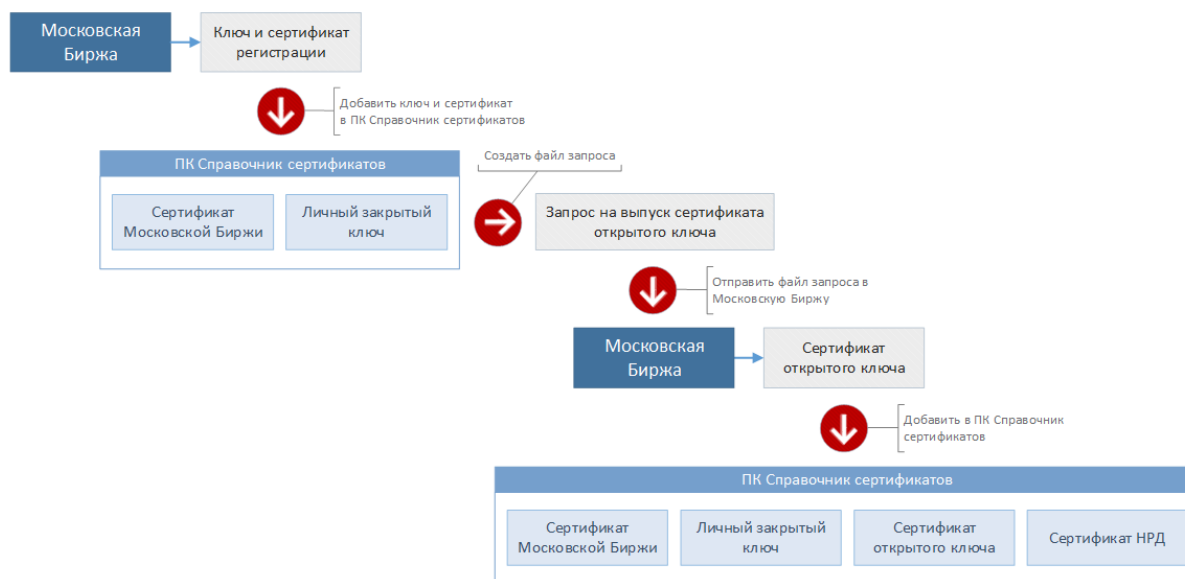 Московская
Биржа
Ключ и сертификат
регистрации
Добавить ключ и сертификат
в ПК Справочник сертификатов
ПК Справочник сертификатов
Сертификат
Московской Биржи
Личный закрытый
ключ
Создать файл запроса
Запрос на выпуск сертификата
открытого ключа
Отправить файл запроса в
Московскую Биржу
Московская
Биржа
Сертификат
открытого ключа
Добавить в ПК Справочник
сертификатов
ПК Справочник сертификатов
Сертификат
Московской Биржи
Личный закрытый
ключ
Сертификат
открытого ключа
Сертификат НРД